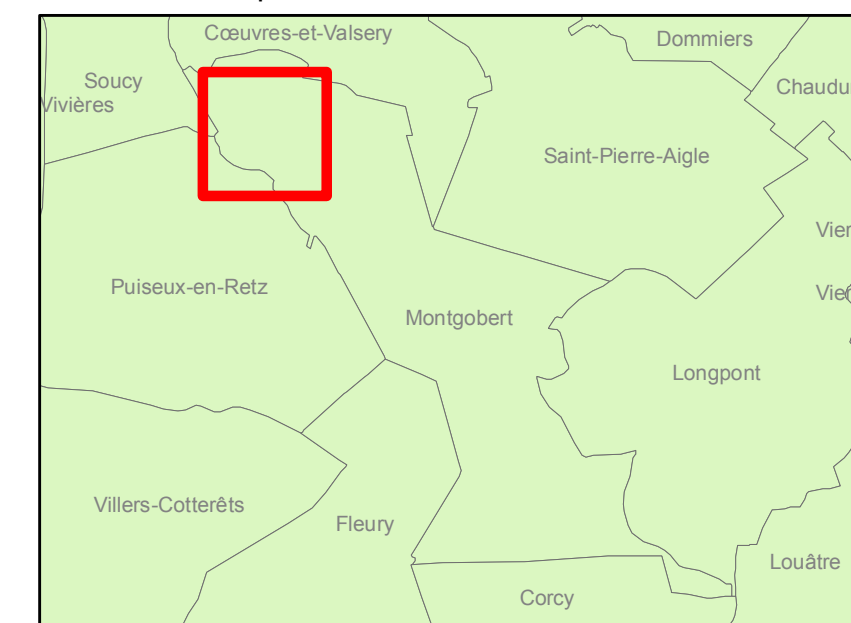 Cœuvres-et-Valsery
Dommiers
Soucy
Chaudu
Vivières
Saint-Pierre-Aigle
Vier
Puiseux-en-Retz
Vier
Montgobert
Longpont
Villers-Cotterêts
Fleury
Louâtre
Corcy